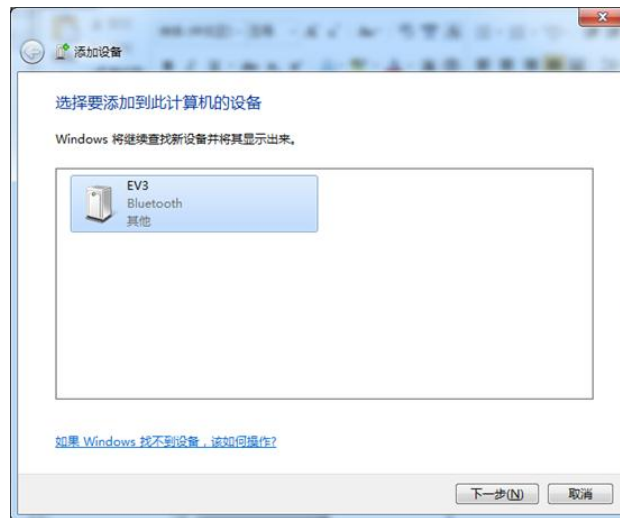 添加设备
选择要添加到此计算机的设备
Windows 将继续查找新设备并将其显示出来。
EV3
Bluetooth
其他
如果 Windows 找不到设备，该如何操作?
下一步(N)
取消